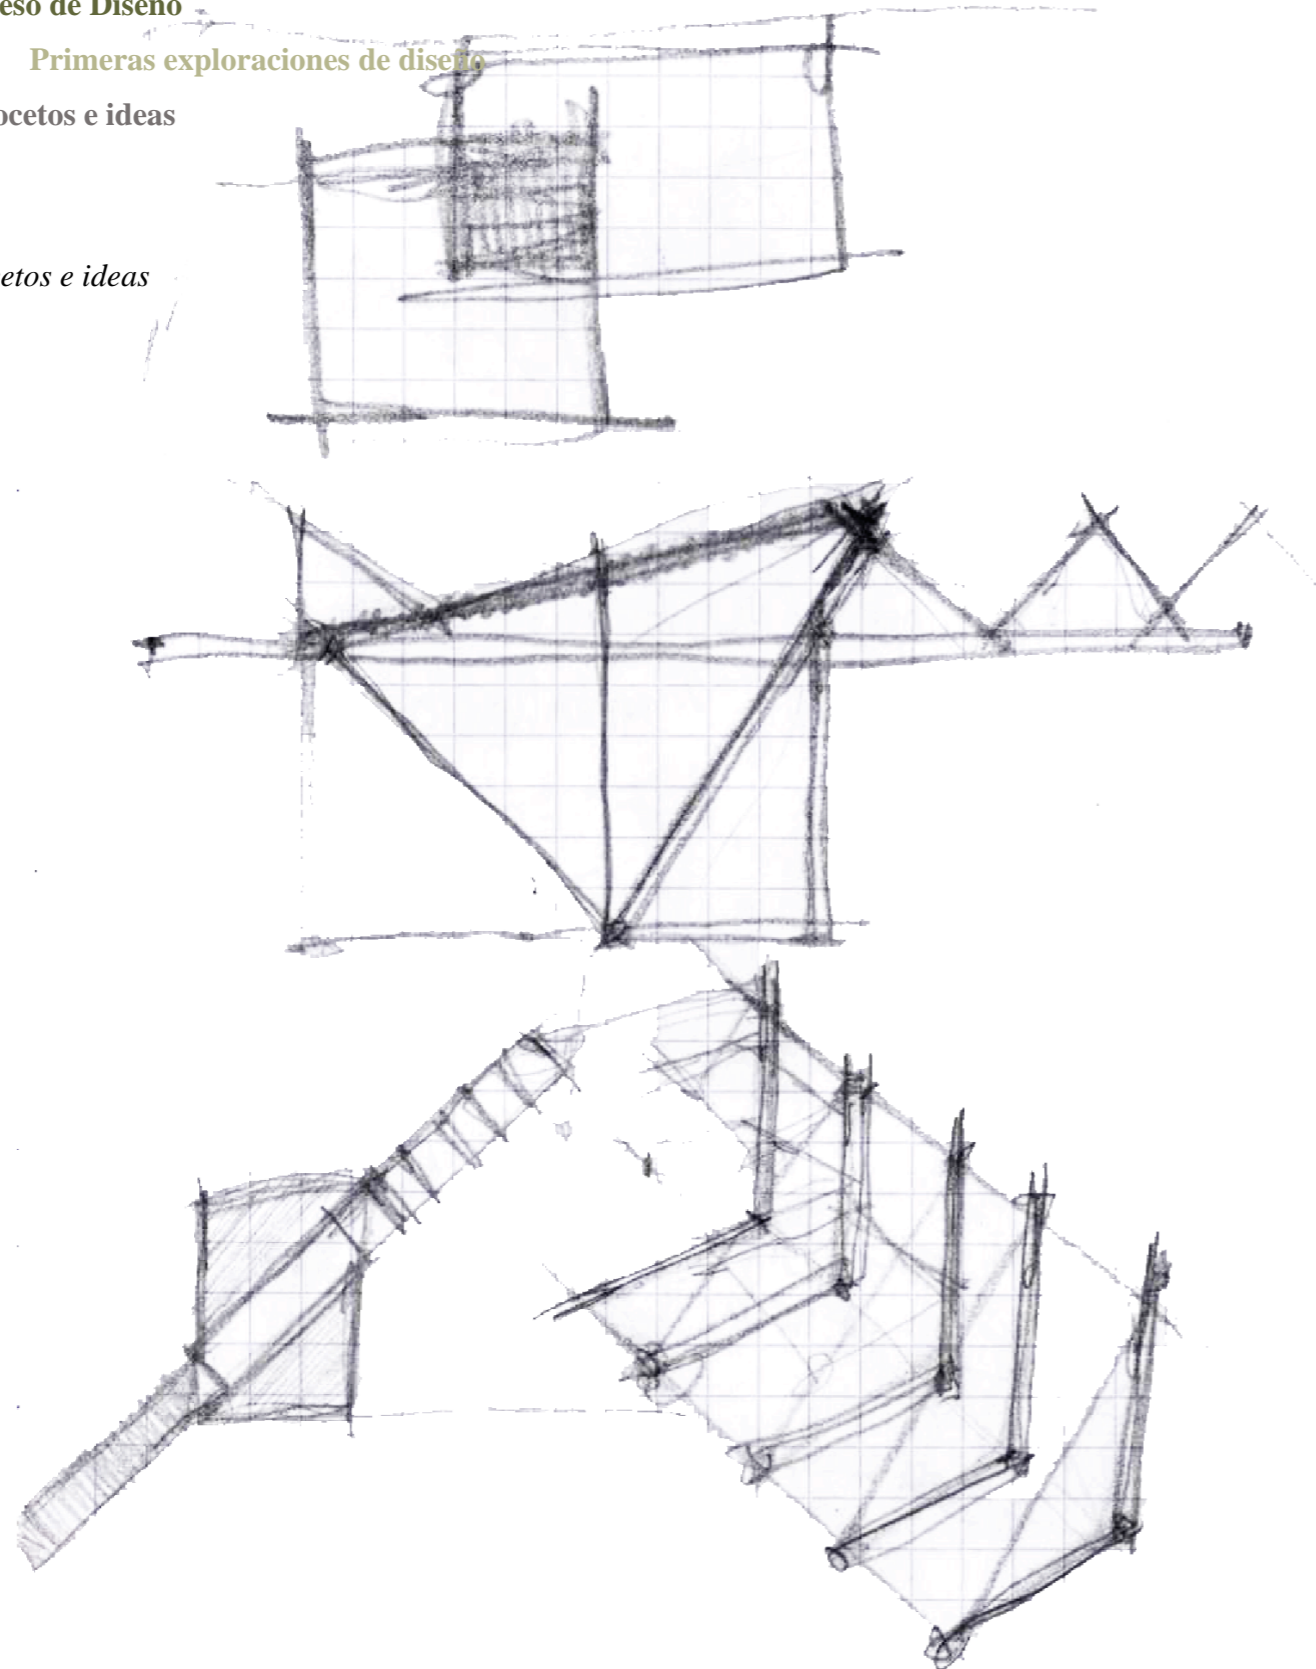 eso de Diseño
Primeras exploraciones de diseño
ocetos e ideas
etos e ideas